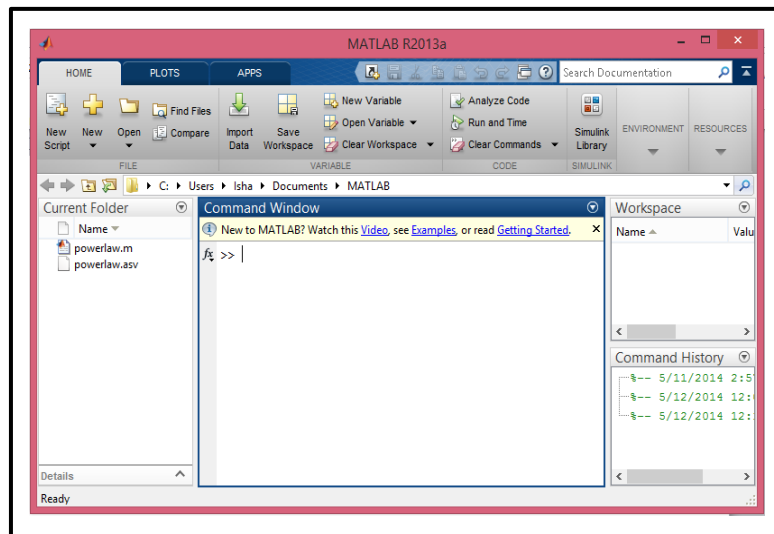 MATLAB R2013a
HOME PLOTS APPS Search Documentation
New Script New Open Find Files Compare Import Data Save Workspace New Variable Open Variable Clear Workspace Analyze Code Run and Time Clear Commands Simulink Library ENVIRONMENT RESOURCES
FILE VARIABLE CODE SIMULINK
C: Users Isha Documents MATLAB
Current Folder
Name
powerlaw.m
powerlaw.asv
Details
Command Window
New to MATLAB? Watch this Video, see Examples, or read Getting Started.
fx >>
Workspace
Name Valu
Command History
%-- 5/11/2014 2:5
%-- 5/12/2014 12:
%-- 5/12/2014 12:
Ready